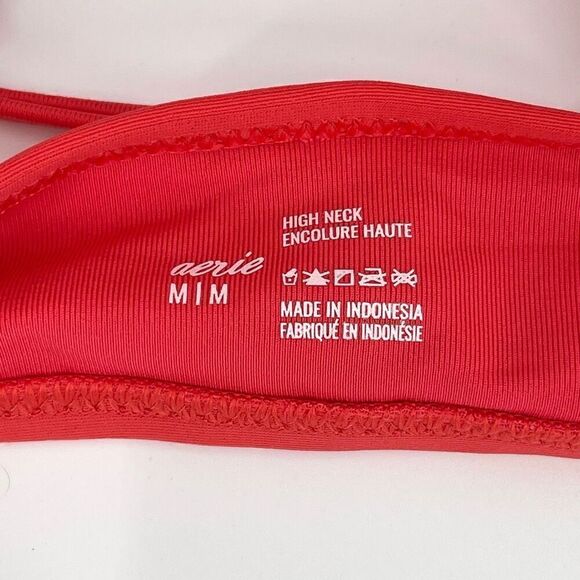 aerie
M|M
HIGH NECK
ENCOLURE HAUTE
MADE IN INDONESIA
FABRIQUÉ EN INDONÉSIE